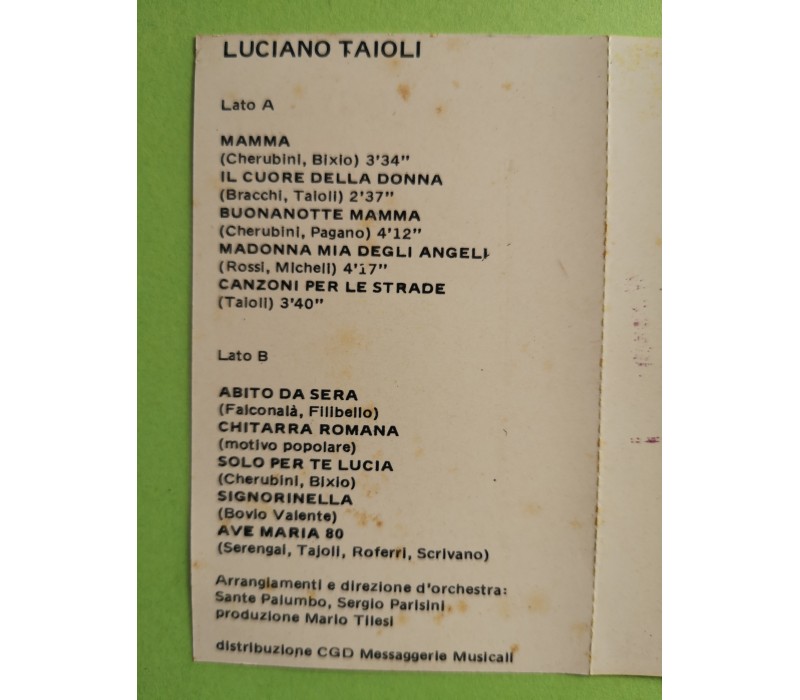 LUCIANO TAIOLI
Lato A
MAMMA
(Cherubini, Bixio) 3'34"
IL CUORE DELLA DONNA
(Bracchi, Taioli) 2'37"
BUONANOTTE MAMMA
(Cherubini, Pagano) 4'12"
MADONNA MIA DEGLI ANGELI
(Rossi, Micheli) 4'17"
CANZONI PER LE STRADE
(Taioli) 3'40"
Lato B
ABITO DA SERA
(Falconalà, Filibello)
CHITARRA ROMANA
(motivo popolare)
SOLO PER TE LUCIA
(Cherubini, Bixio)
SIGNORINELLA
(Bovio Valente)
AVE MARIA 80
(Serengai, Tajoli, Roferri, Scrivano)
Arrangiamenti e direzione d'orchestra:
Sante Palumbo, Sergio Parisini
produzione Mario Tilesi
distribuzione CGD Messaggerie Musicali